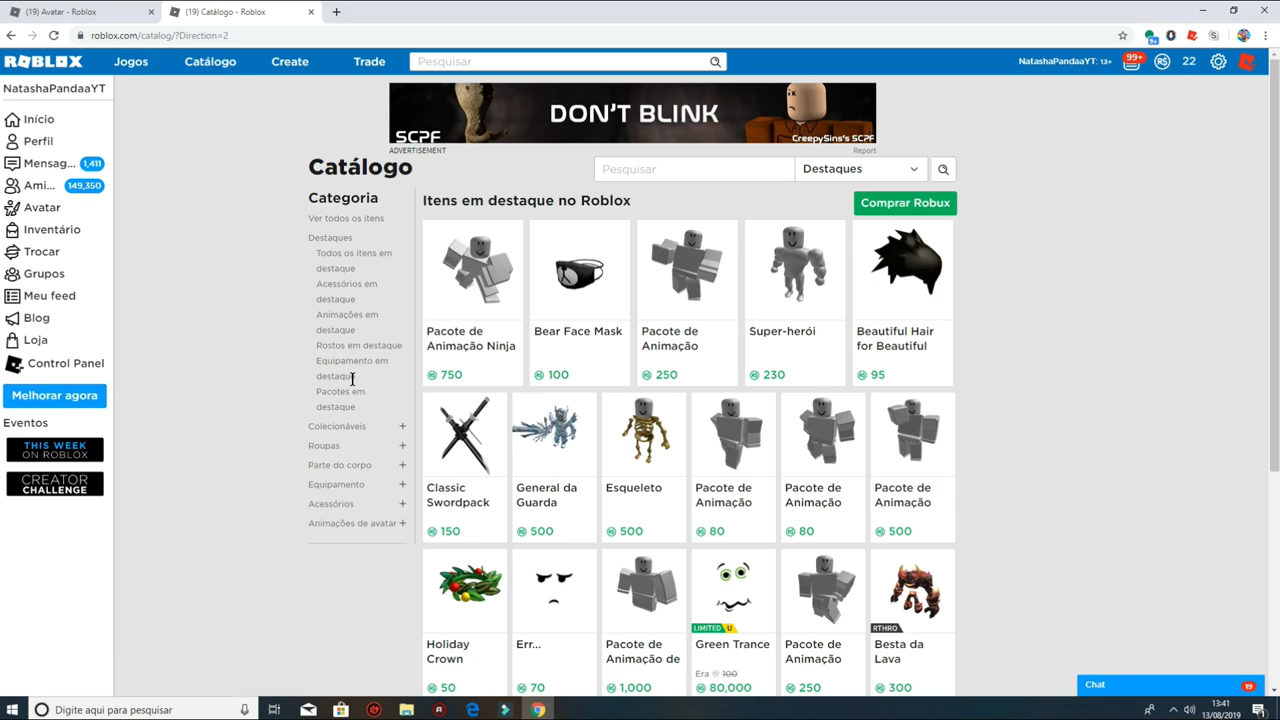 (19) Avatar - Roblox
(19) Catálogo - Roblox
roblox.com/catalog/?Direction=2
ROBLOX
Jogos
Catálogo
Create
Trade
Pesquisar
NatashaPandaaYT: 13+
99+
22
NatashaPandaaYT
Início
Perfil
Mensag... 1,411
Ami... 149,350
Avatar
Inventário
Trocar
Grupos
Meu feed
Blog
Loja
Control Panel
Melhorar agora
Eventos
THIS WEEK
ON ROBLOX
CREATOR
CHALLENGE
DON'T BLINK
SCPF
CreepySins's SCPF
ADVERTISEMENT
Report
Catálogo
Pesquisar
Destaques
Categoria
Ver todos os itens
Destaques
Todos os itens em
destaque
Acessórios em
destaque
Animações em
destaque
Rostos em destaque
Equipamento em
destaque
Pacotes em
destaque
Colecionáveis +
Roupas +
Parte do corpo +
Equipamento +
Acessórios +
Animações de avatar +
Itens em destaque no Roblox
Comprar Robux
Pacote de
Animação Ninja
750
Bear Face Mask
100
Pacote de
Animação
250
Super-herói
230
Beautiful Hair
for Beautiful
95
Classic
Swordpack
150
General da
Guarda
500
Esqueleto
500
Pacote de
Animação
80
Pacote de
Animação
80
Pacote de
Animação
500
Holiday
Crown
50
Err...
70
Pacote de
Animação de
1,000
LIMITED U
Green Trance
Era 100
80,000
Pacote de
Animação
250
RTHRO
Besta da
Lava
300
Chat
19
Digite aqui para pesquisar
13:41
13/08/2019